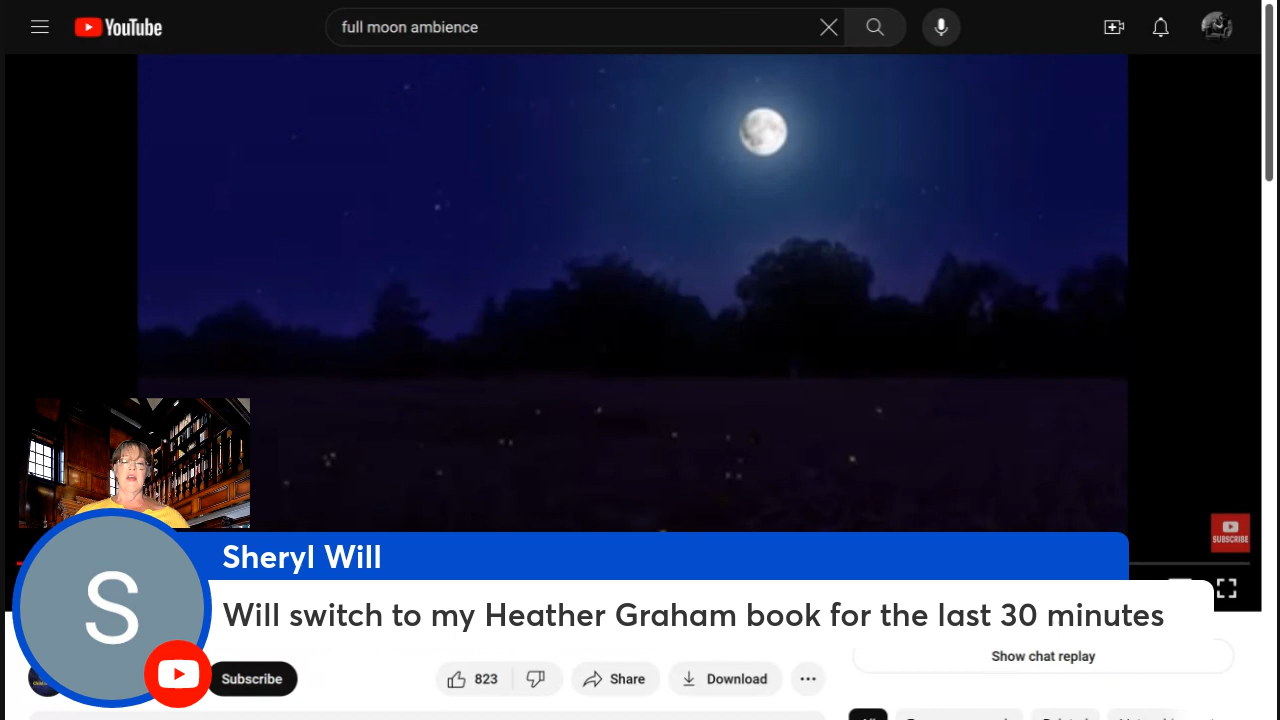 YouTube
full moon ambience
SUBSCRIBE
Sheryl Will
S
Will switch to my Heather Graham book for the last 30 minutes
Show chat replay
Subscribe
823
Share
Download